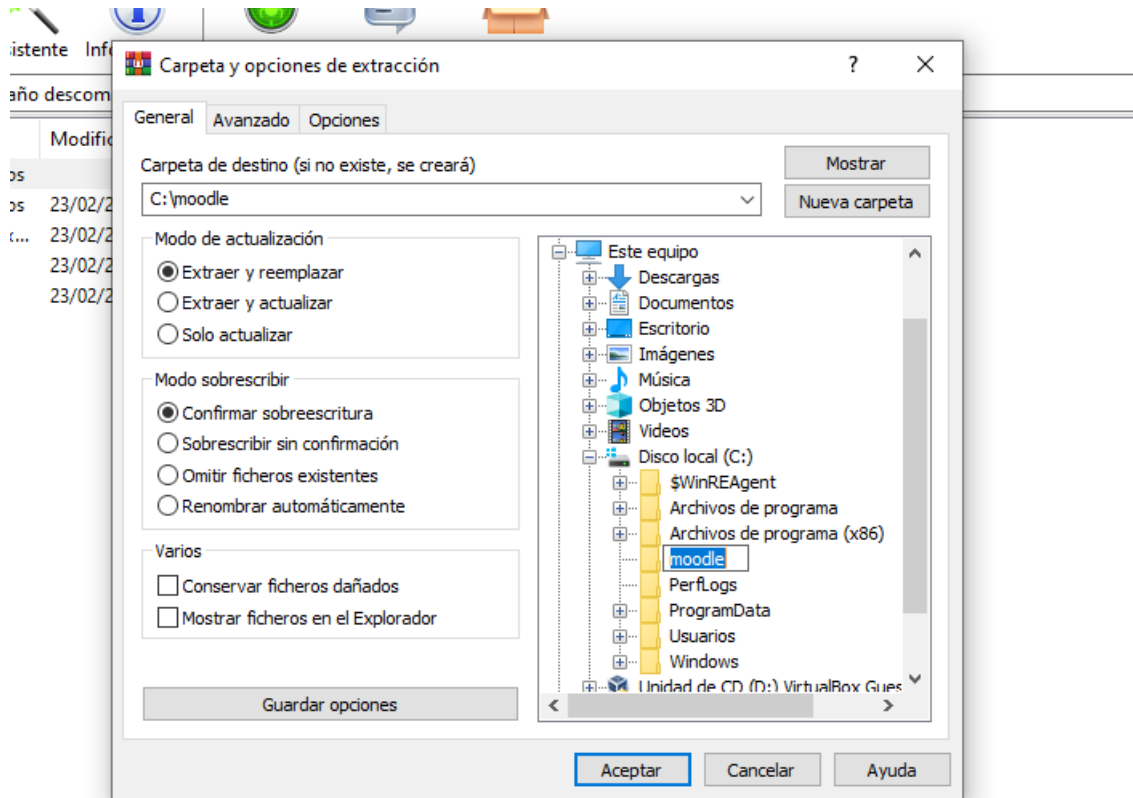 istente Inf
año descom
Modific
os
os 23/02/2
x... 23/02/2
23/02/2
23/02/2
Carpeta y opciones de extracción
?
General Avanzado Opciones
Carpeta de destino (si no existe, se creará)
Mostrar
C:\moodle
Nueva carpeta
Modo de actualización
Extraer y reemplazar
Extraer y actualizar
Solo actualizar
Modo sobrescribir
Confirmar sobreescritura
Sobrescribir sin confirmación
Omitir ficheros existentes
Renombrar automáticamente
Varios
Conservar ficheros dañados
Mostrar ficheros en el Explorador
Guardar opciones
Este equipo
Descargas
Documentos
Escritorio
Imágenes
Música
Objetos 3D
Videos
Disco local (C:)
$WinREAgent
Archivos de programa
Archivos de programa (x86)
moodle
PerfLogs
ProgramData
Usuarios
Windows
Unidad de CD (D:) VirtualBox Gues
Aceptar Cancelar Ayuda